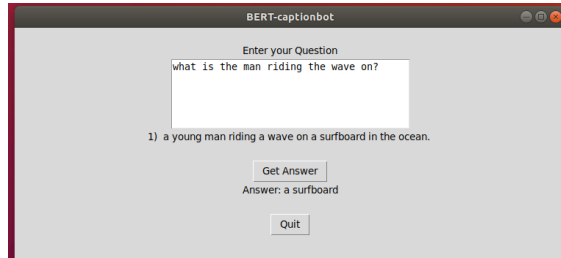 BERT-captionbot
Enter your Question
what is the man riding the wave on?
1) a young man riding a wave on a surfboard in the ocean.
Get Answer
Answer: a surfboard
Quit